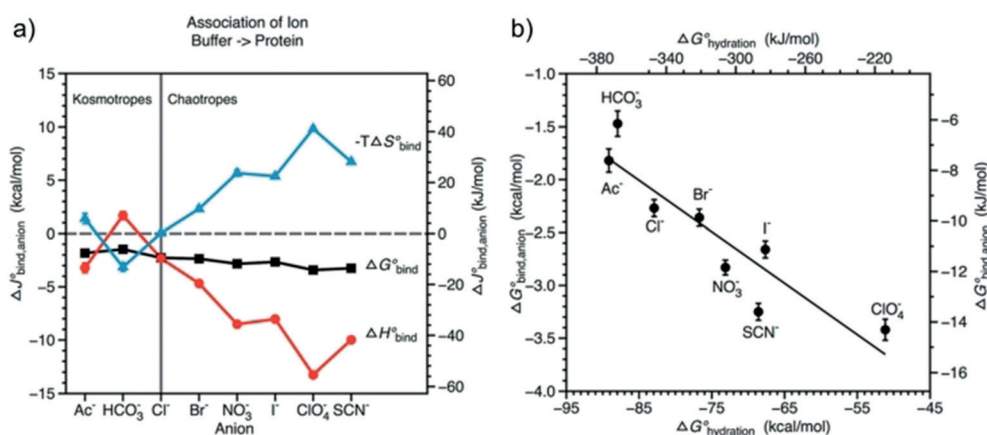 a)
Association of Ion
Buffer -> Protein
15
10
5
0
−5
−10
−15
ΔJ°bind,anion (kcal/mol)
Kosmotropes
Chaotropes
-TΔS°bind
ΔG°bind
ΔH°bind
60
40
20
0
−20
−40
−60
ΔJ°bind,anion (kJ/mol)
Ac⁻ HCO₃⁻ Cl⁻ Br⁻ NO₃⁻ I⁻ ClO₄⁻ SCN⁻
Anion
b)
ΔG°hydration (kJ/mol)
−380 −340 −300 −260 −220
−1.0
−1.5
−2.0
−2.5
−3.0
−3.5
−4.0
ΔG°bind,anion (kcal/mol)
HCO₃⁻
Ac⁻
Cl⁻
Br⁻
NO₃⁻
I⁻
SCN⁻
ClO₄⁻
−6
−8
−10
−12
−14
−16
ΔG°bind,anion (kJ/mol)
−95 −85 −75 −65 −55 −45
ΔG°hydration (kcal/mol)